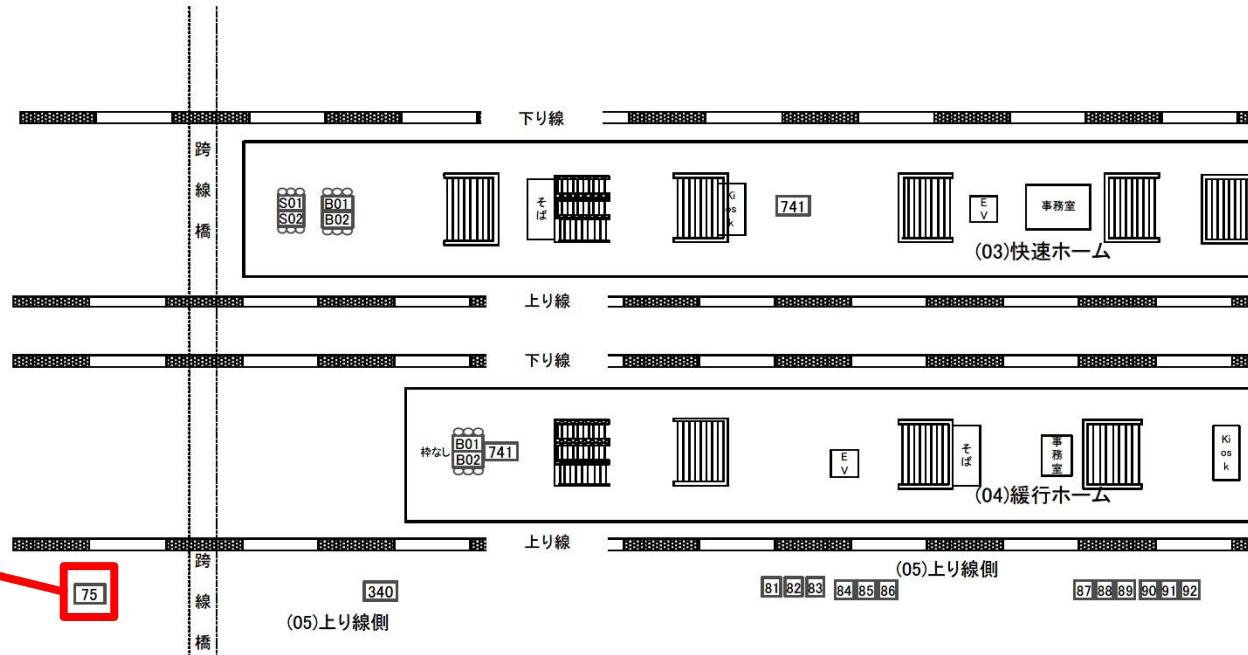 下り線
跨線橋
S01 B01
S02 B02
そば
Kiosk
741
EV
事務室
(03)快速ホーム
上り線
下り線
枠なし
B01
B02
741
EV
そば
事務室
Kiosk
(04)緩行ホーム
上り線
跨線橋
75
340
(05)上り線側
81 82 83 84 85 86
(05)上り線側
87 88 89 90 91 92